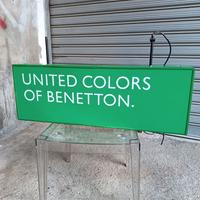 UNITED COLORS
OF BENETTON.